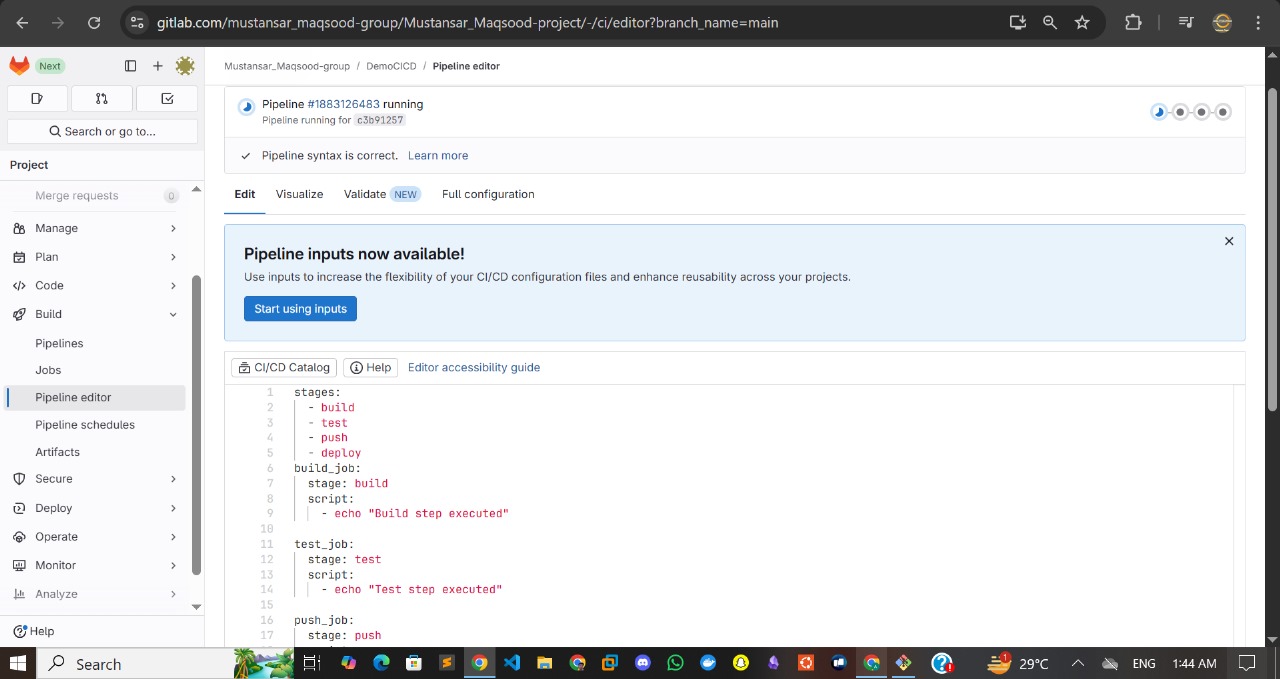 gitlab.com/mustansar_maqsood-group/Mustansar_Maqsood-project/-/ci/editor?branch_name=main
Next
Search or go to...
Project
Merge requests 0
Manage
Plan
Code
Build
Pipelines
Jobs
Pipeline editor
Pipeline schedules
Artifacts
Secure
Deploy
Operate
Monitor
Analyze
Help
Mustansar_Maqsood-group / DemoCICD / Pipeline editor
Pipeline #1883126483 running
Pipeline running for c3b91257
Pipeline syntax is correct. Learn more
Edit Visualize Validate NEW Full configuration
Pipeline inputs now available!
Use inputs to increase the flexibility of your CI/CD configuration files and enhance reusability across your projects.
Start using inputs
CI/CD Catalog Help Editor accessibility guide
1 stages:
2 - build
3 - test
4 - push
5 - deploy
6 build_job:
7 stage: build
8 script:
9 - echo "Build step executed"
10
11 test_job:
12 stage: test
13 script:
14 - echo "Test step executed"
15
16 push_job:
17 stage: push
Search
1
29°C ENG 1:44 AM